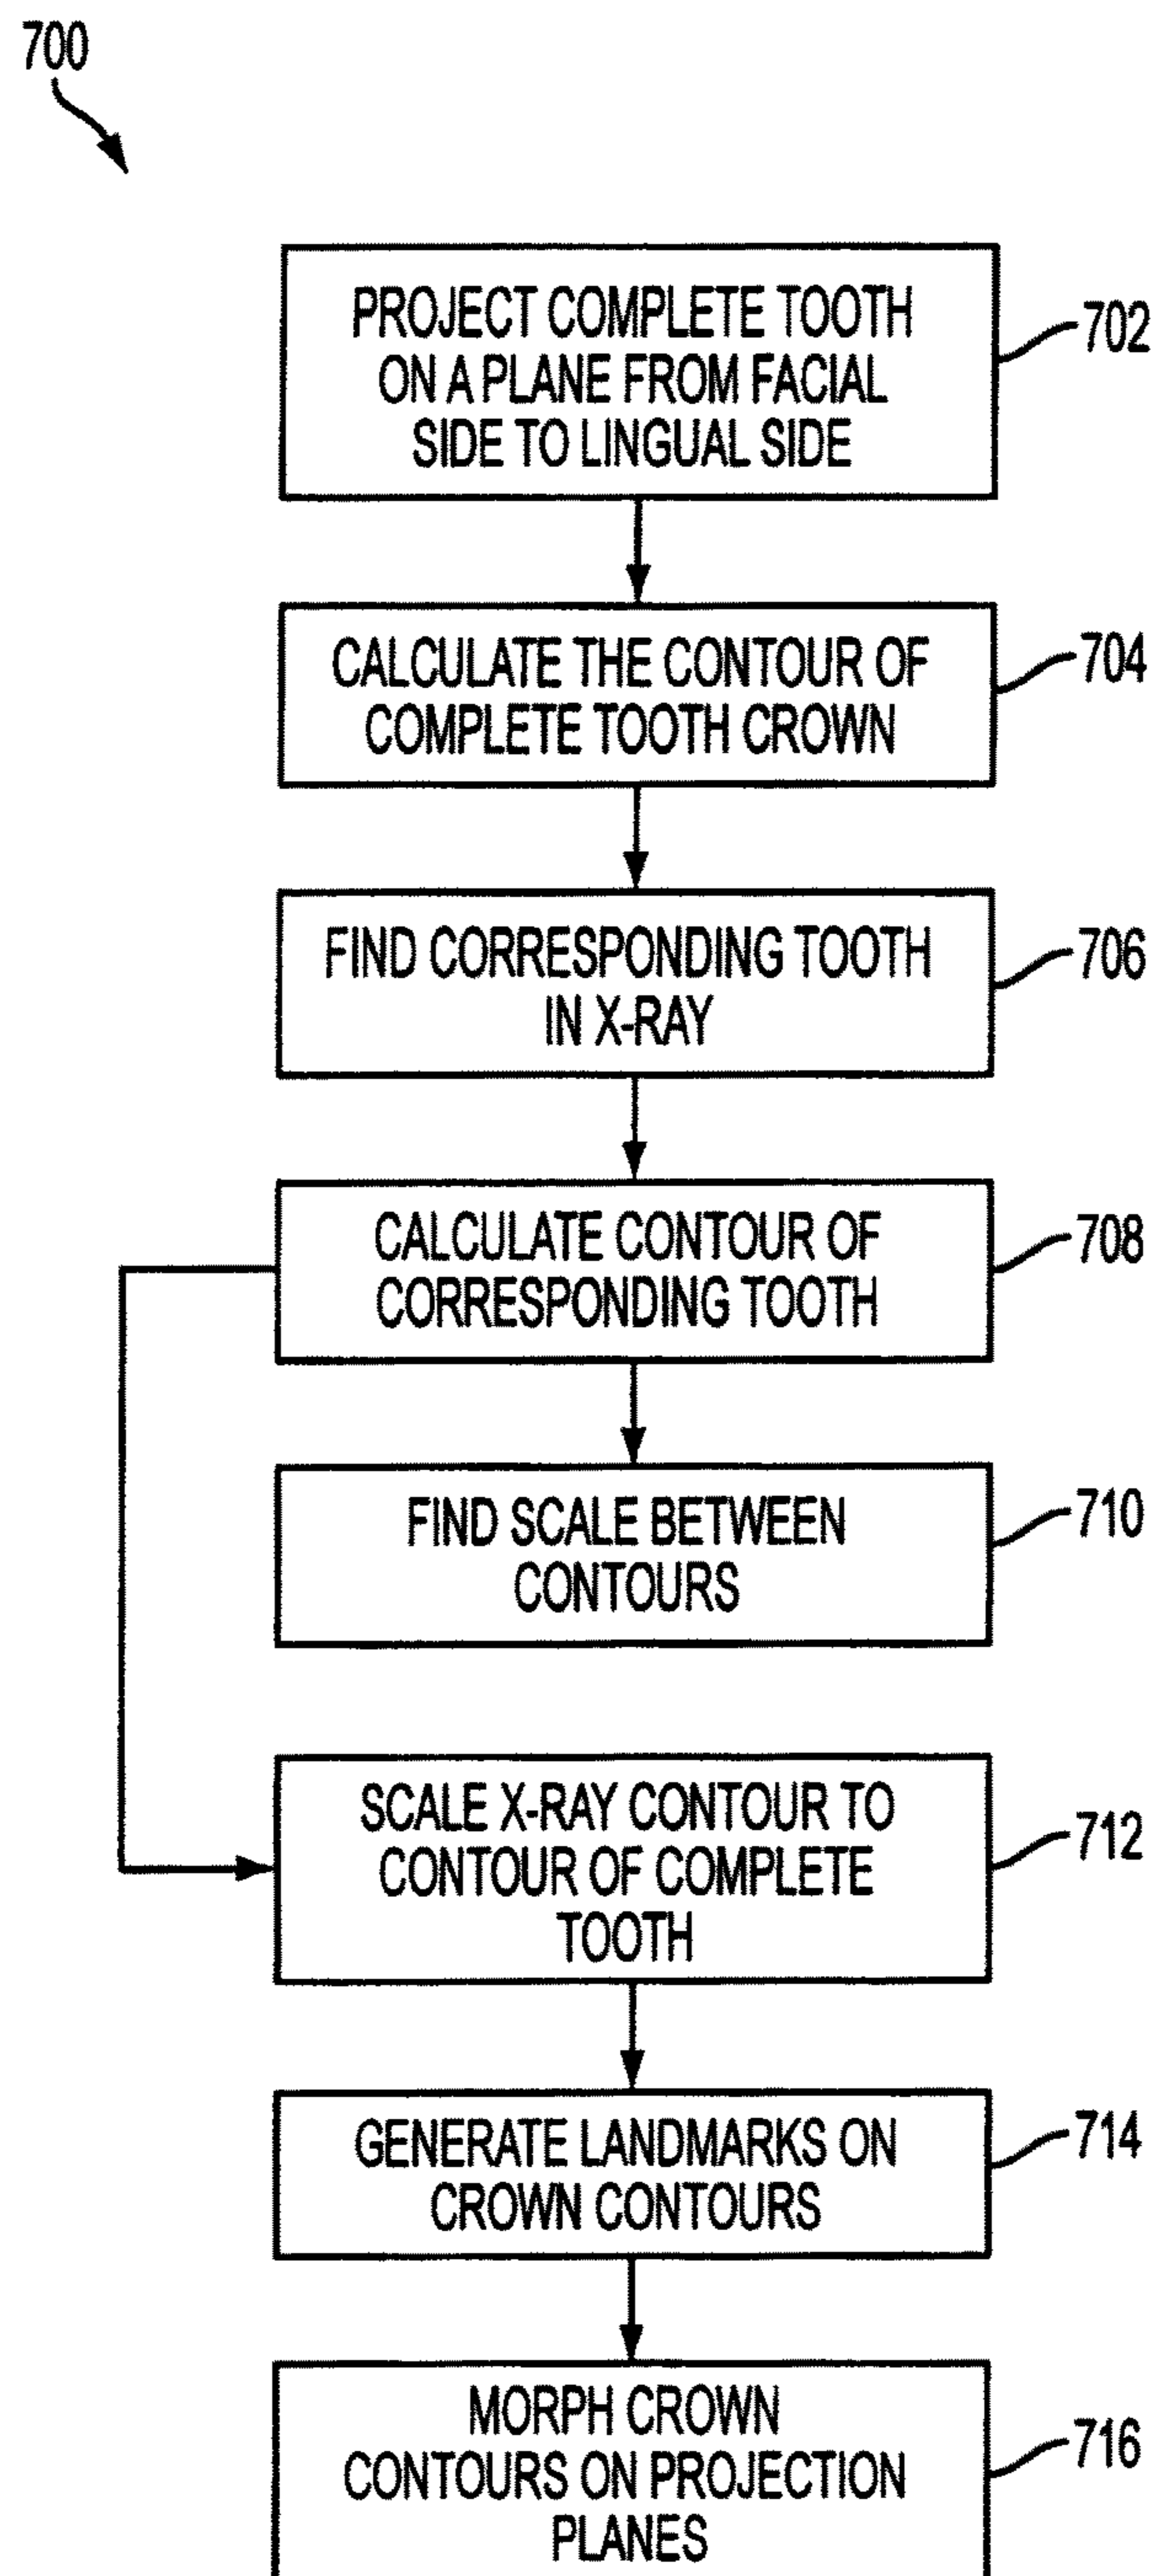 700
PROJECT COMPLETE TOOTH
ON A PLANE FROM FACIAL
SIDE TO LINGUAL SIDE
702
CALCULATE THE CONTOUR OF
COMPLETE TOOTH CROWN
704
FIND CORRESPONDING TOOTH
IN X-RAY
706
CALCULATE CONTOUR OF
CORRESPONDING TOOTH
708
FIND SCALE BETWEEN
CONTOURS
710
SCALE X-RAY CONTOUR TO
CONTOUR OF COMPLETE
TOOTH
712
GENERATE LANDMARKS ON
CROWN CONTOURS
714
MORPH CROWN
CONTOURS ON PROJECTION
PLANES
716